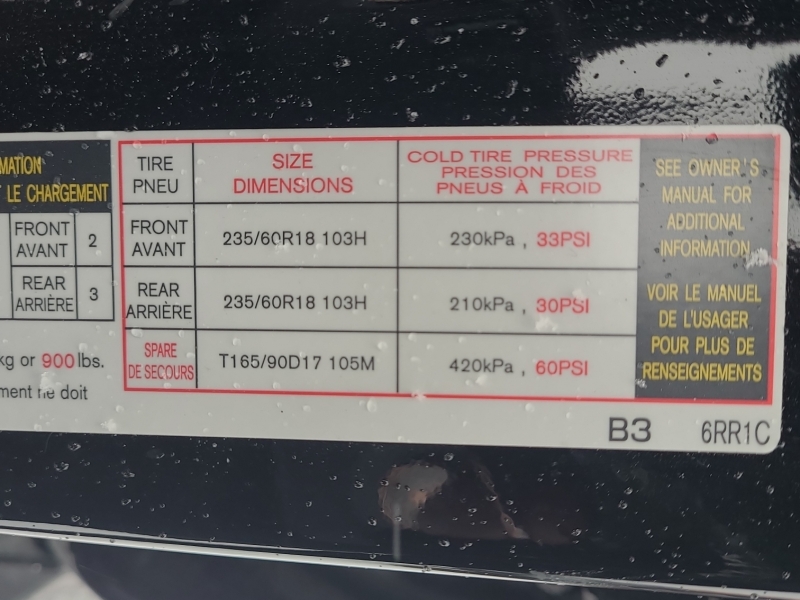 MATION
T LE CHARGEMENT
FRONT
AVANT
2
REAR
ARRIÈRE
3
kg or 900 lbs.
ment ne doit
TIRE
PNEU
SIZE
DIMENSIONS
COLD TIRE PRESSURE
PRESSION DES
PNEUS À FROID
FRONT
AVANT
235/60R18 103H
230kPa , 33PSI
REAR
ARRIÈRE
235/60R18 103H
210kPa , 30PSI
SPARE
DE SECOURS
T165/90D17 105M
420kPa , 60PSI
SEE OWNER'S
MANUAL FOR
ADDITIONAL
INFORMATION
VOIR LE MANUEL
DE L'USAGER
POUR PLUS DE
RENSEIGNEMENTS
B3 6RR1C